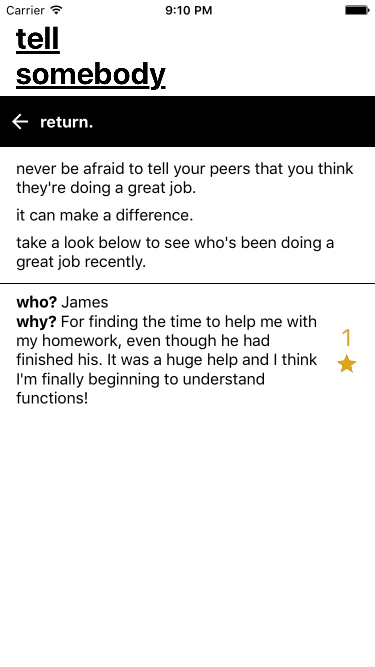 Carrier 9:10 PM
tell
somebody
return.
never be afraid to tell your peers that you think
they're doing a great job.
it can make a difference.
take a look below to see who's been doing a
great job recently.
who? James
why? For finding the time to help me with
my homework, even though he had
finished his. It was a huge help and I think
I'm finally beginning to understand
functions!
1